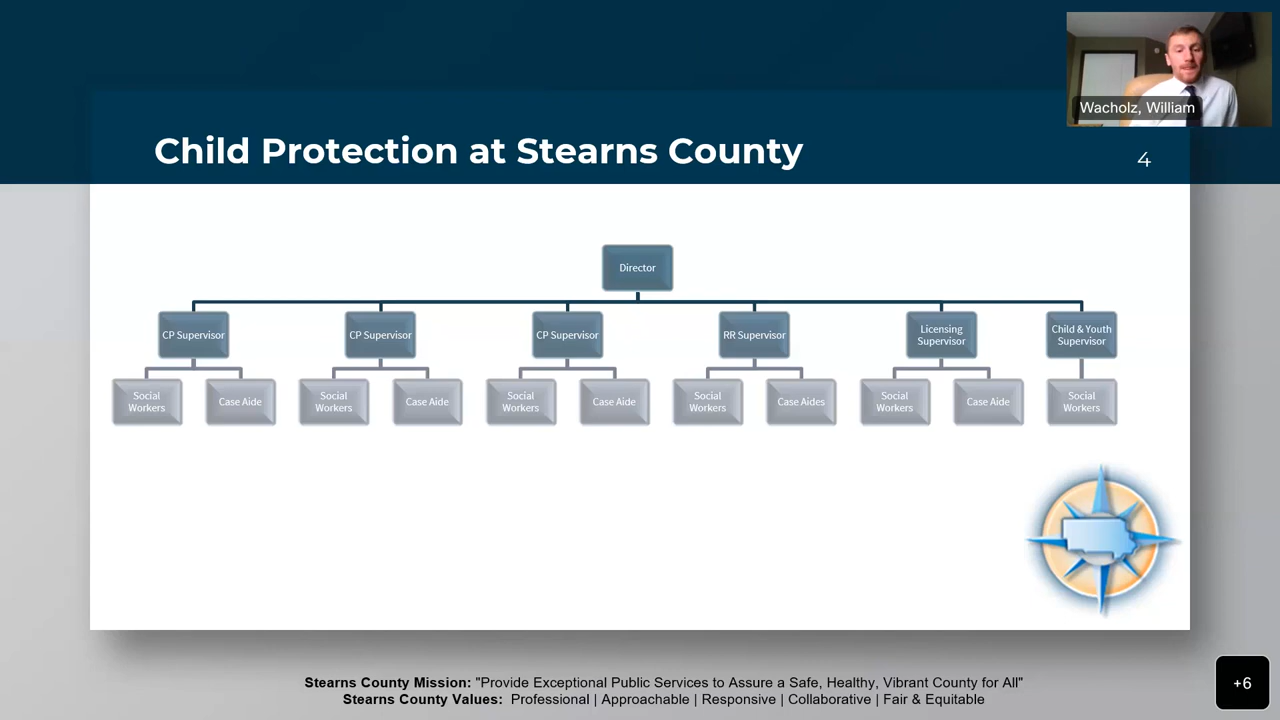 Wacholz, William
Child Protection at Stearns County
4
Director
CP Supervisor
CP Supervisor
CP Supervisor
RR Supervisor
Licensing
Supervisor
Child & Youth
Supervisor
Social
Workers
Case Aide
Social
Workers
Case Aide
Social
Workers
Case Aide
Social
Workers
Case Aides
Social
Workers
Case Aide
Social
Workers
Stearns County Mission: "Provide Exceptional Public Services to Assure a Safe, Healthy, Vibrant County for All"
Stearns County Values: Professional | Approachable | Responsive | Collaborative | Fair & Equitable
+6